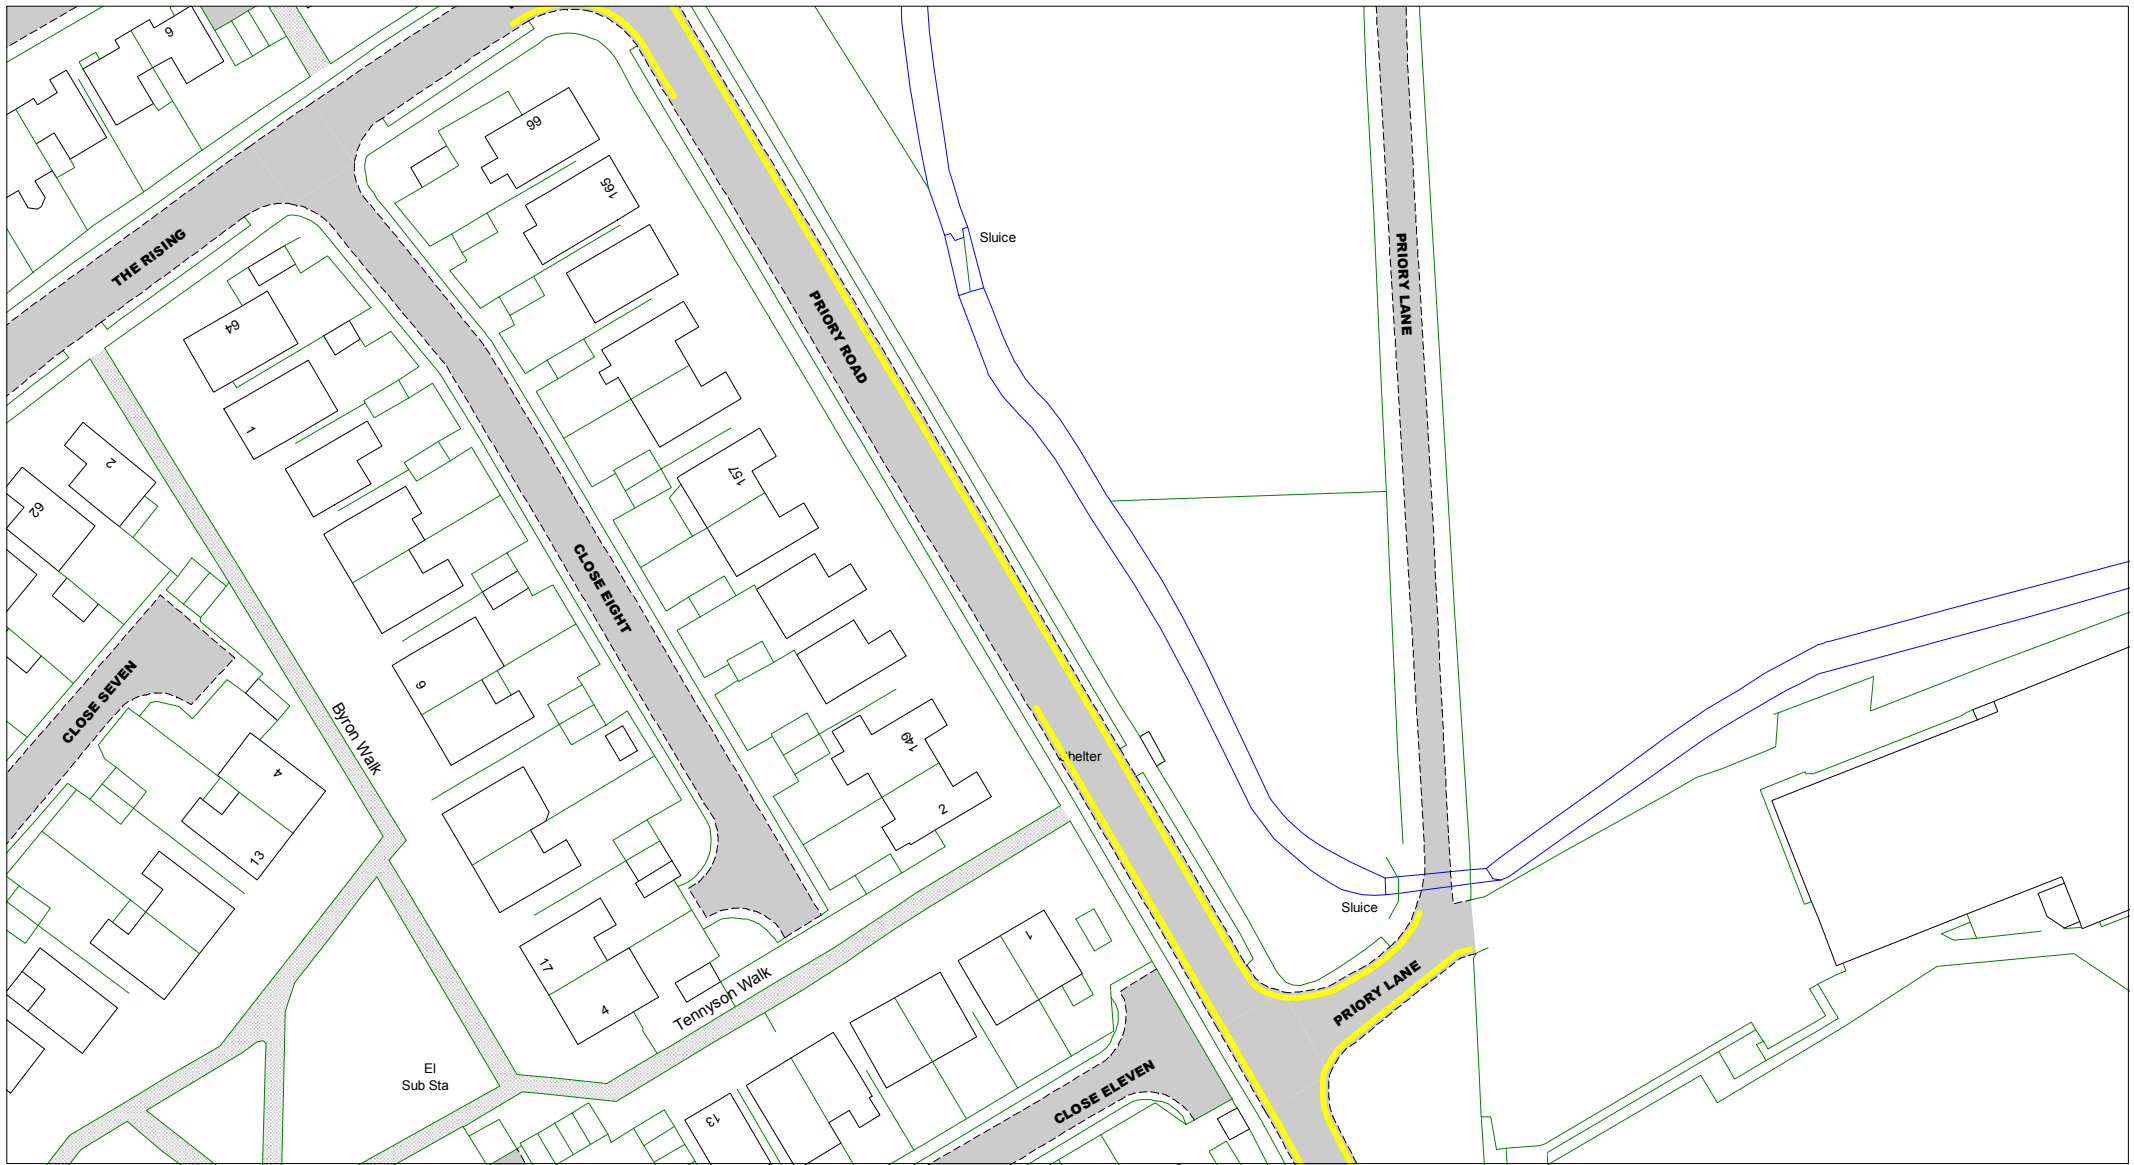 9
66
165
Sluice
THE RISING
PRIORY LANE
64
PRIORY ROAD
1
2
157
62
CLOSE EIGHT
CLOSE SEVEN
9
Byron Walk
149
Shelter
4
2
13
Sluice
1
17
PRIORY LANE
Tennyson Walk
4
El
Sub Sta
CLOSE ELEVEN
13